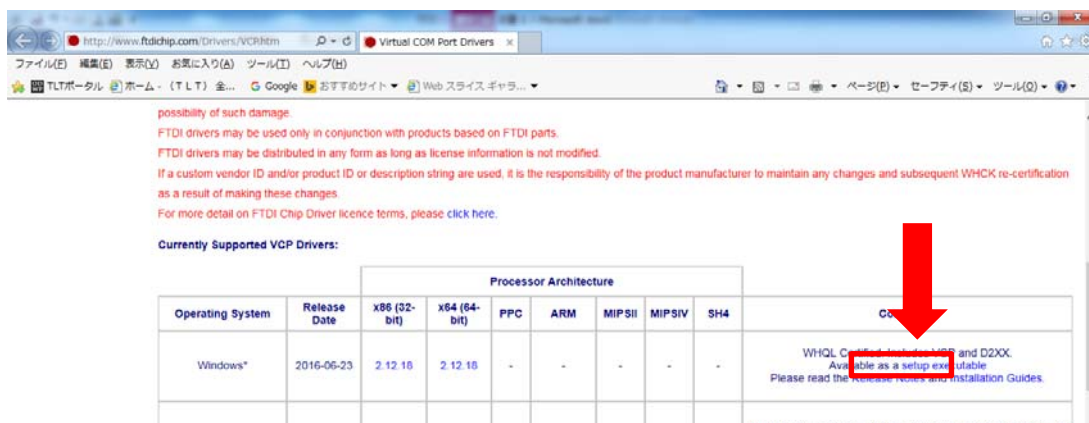 http://www.ftdichip.com/Drivers/VCP.htm
Virtual COM Port Drivers
ファイル(F) 編集(E) 表示(V) お気に入り(A) ツール(T) ヘルプ(H)
TLTポータル ホーム - (TLT) 全... Google おすすめサイト Web スライス ギャラ...
ページ(P) セーフティ(S) ツール(O)
possibility of such damage.
FTDI drivers may be used only in conjunction with products based on FTDI parts.
FTDI drivers may be distributed in any form as long as license information is not modified.
If a custom vendor ID and/or product ID or description string are used, it is the responsibility of the product manufacturer to maintain any changes and subsequent WHCK re-certification
as a result of making these changes.
For more detail on FTDI Chip Driver licence terms, please click here.
Currently Supported VCP Drivers:
Processor Architecture
Operating System Release Date x86 (32-bit) x64 (64-bit) PPC ARM MIPSII MIPSIV SH4
Windows* 2016-06-23 2.12.18 2.12.18 - - - - -
WHQL Certified. Includes VCP and D2XX.
Available as a setup executable
Please read the Release Notes and Installation Guides.